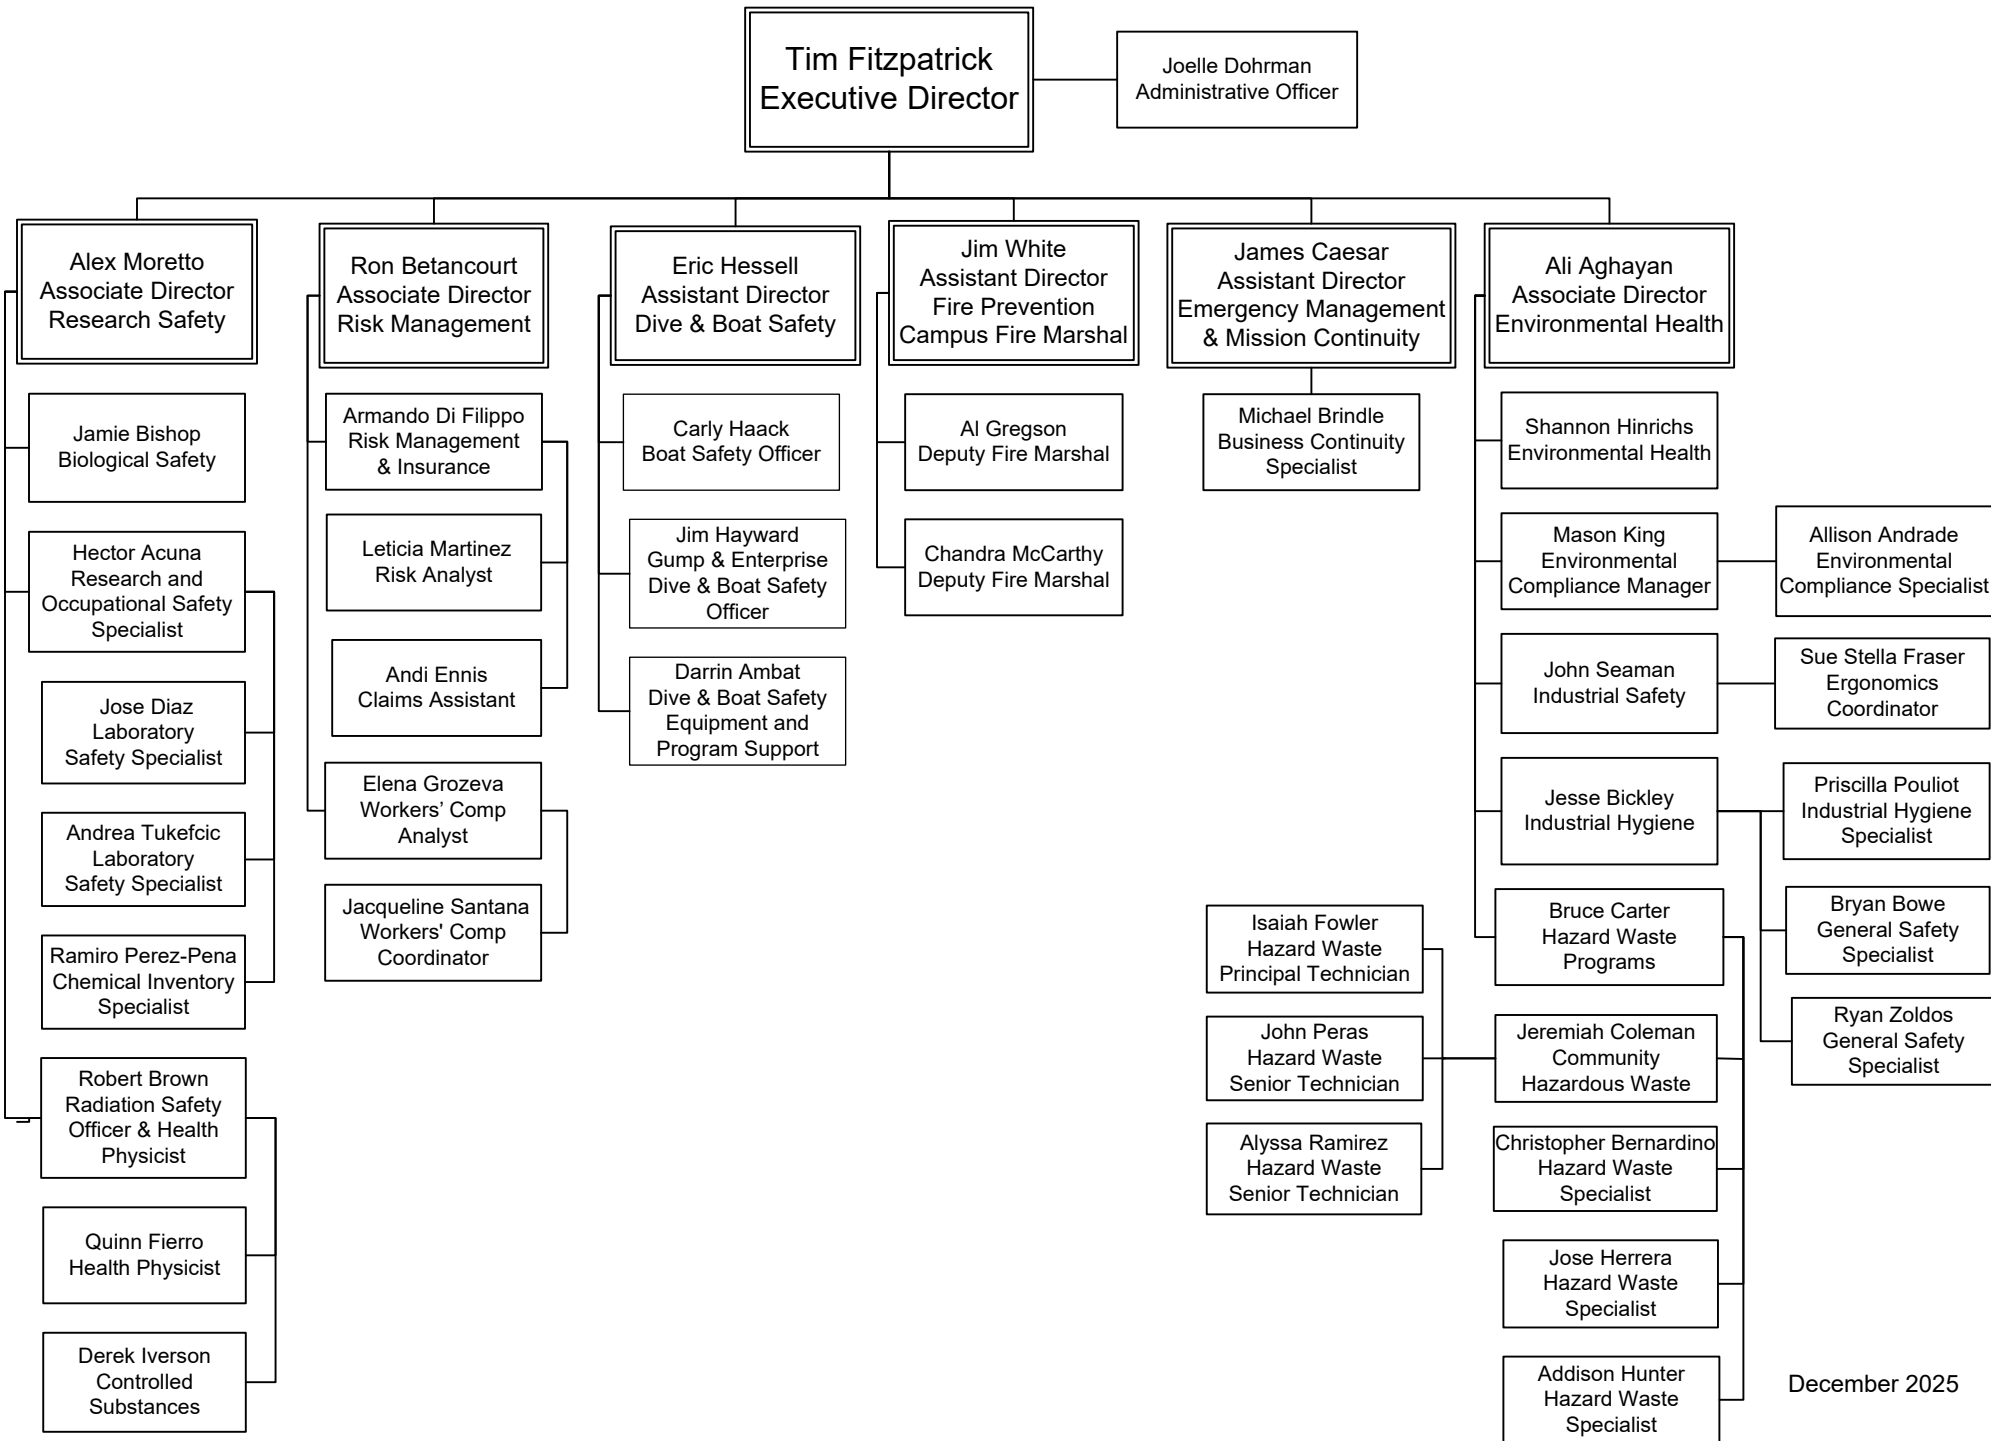 Tim Fitzpatrick
Executive Director
Joelle Dohrman
Administrative Officer
Alex Moretto
Associate Director
Research Safety
Ron Betancourt
Associate Director
Risk Management
Eric Hessell
Assistant Director
Dive & Boat Safety
Jim White
Assistant Director
Fire Prevention
Campus Fire Marshal
James Caesar
Assistant Director
Emergency Management
& Mission Continuity
Ali Aghayan
Associate Director
Environmental Health
Jamie Bishop
Biological Safety
Hector Acuna
Research and
Occupational Safety
Specialist
Jose Diaz
Laboratory
Safety Specialist
Andrea Tukefcic
Laboratory
Safety Specialist
Ramiro Perez-Pena
Chemical Inventory
Specialist
Robert Brown
Radiation Safety
Officer & Health
Physicist
Quinn Fierro
Health Physicist
Derek Iverson
Controlled
Substances
Armando Di Filippo
Risk Management
& Insurance
Leticia Martinez
Risk Analyst
Andi Ennis
Claims Assistant
Elena Grozeva
Workers’ Comp
Analyst
Jacqueline Santana
Workers' Comp
Coordinator
Carly Haack
Boat Safety Officer
Jim Hayward
Gump & Enterprise
Dive & Boat Safety
Officer
Darrin Ambat
Dive & Boat Safety
Equipment and
Program Support
Al Gregson
Deputy Fire Marshal
Chandra McCarthy
Deputy Fire Marshal
Michael Brindle
Business Continuity
Specialist
Shannon Hinrichs
Environmental Health
Mason King
Environmental
Compliance Manager
Allison Andrade
Environmental
Compliance Specialist
John Seaman
Industrial Safety
Sue Stella Fraser
Ergonomics
Coordinator
Jesse Bickley
Industrial Hygiene
Priscilla Pouliot
Industrial Hygiene
Specialist
Bryan Bowe
General Safety
Specialist
Ryan Zoldos
General Safety
Specialist
Bruce Carter
Hazard Waste
Programs
Isaiah Fowler
Hazard Waste
Principal Technician
John Peras
Hazard Waste
Senior Technician
Alyssa Ramirez
Hazard Waste
Senior Technician
Jeremiah Coleman
Community
Hazardous Waste
Christopher Bernardino
Hazard Waste
Specialist
Jose Herrera
Hazard Waste
Specialist
Addison Hunter
Hazard Waste
Specialist
December 2025